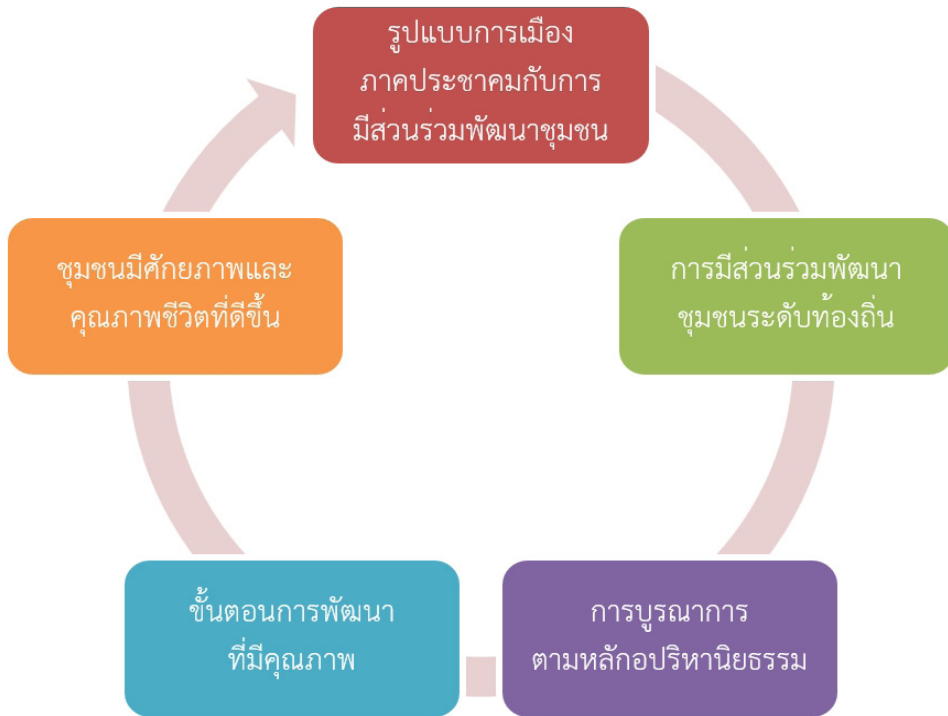 รูปแบบการเมือง
ภาคประชาคมกับการ
มีส่วนร่วมพัฒนาชุมชน
การมีส่วนร่วมพัฒนา
ชุมชนระดับท้องถิ่น
การบูรณาการ
ตามหลักอปริหานิยธรรม
ขั้นตอนการพัฒนา
ที่มีคุณภาพ
ชุมชนมีศักยภาพและ
คุณภาพชีวิตที่ดีขึ้น